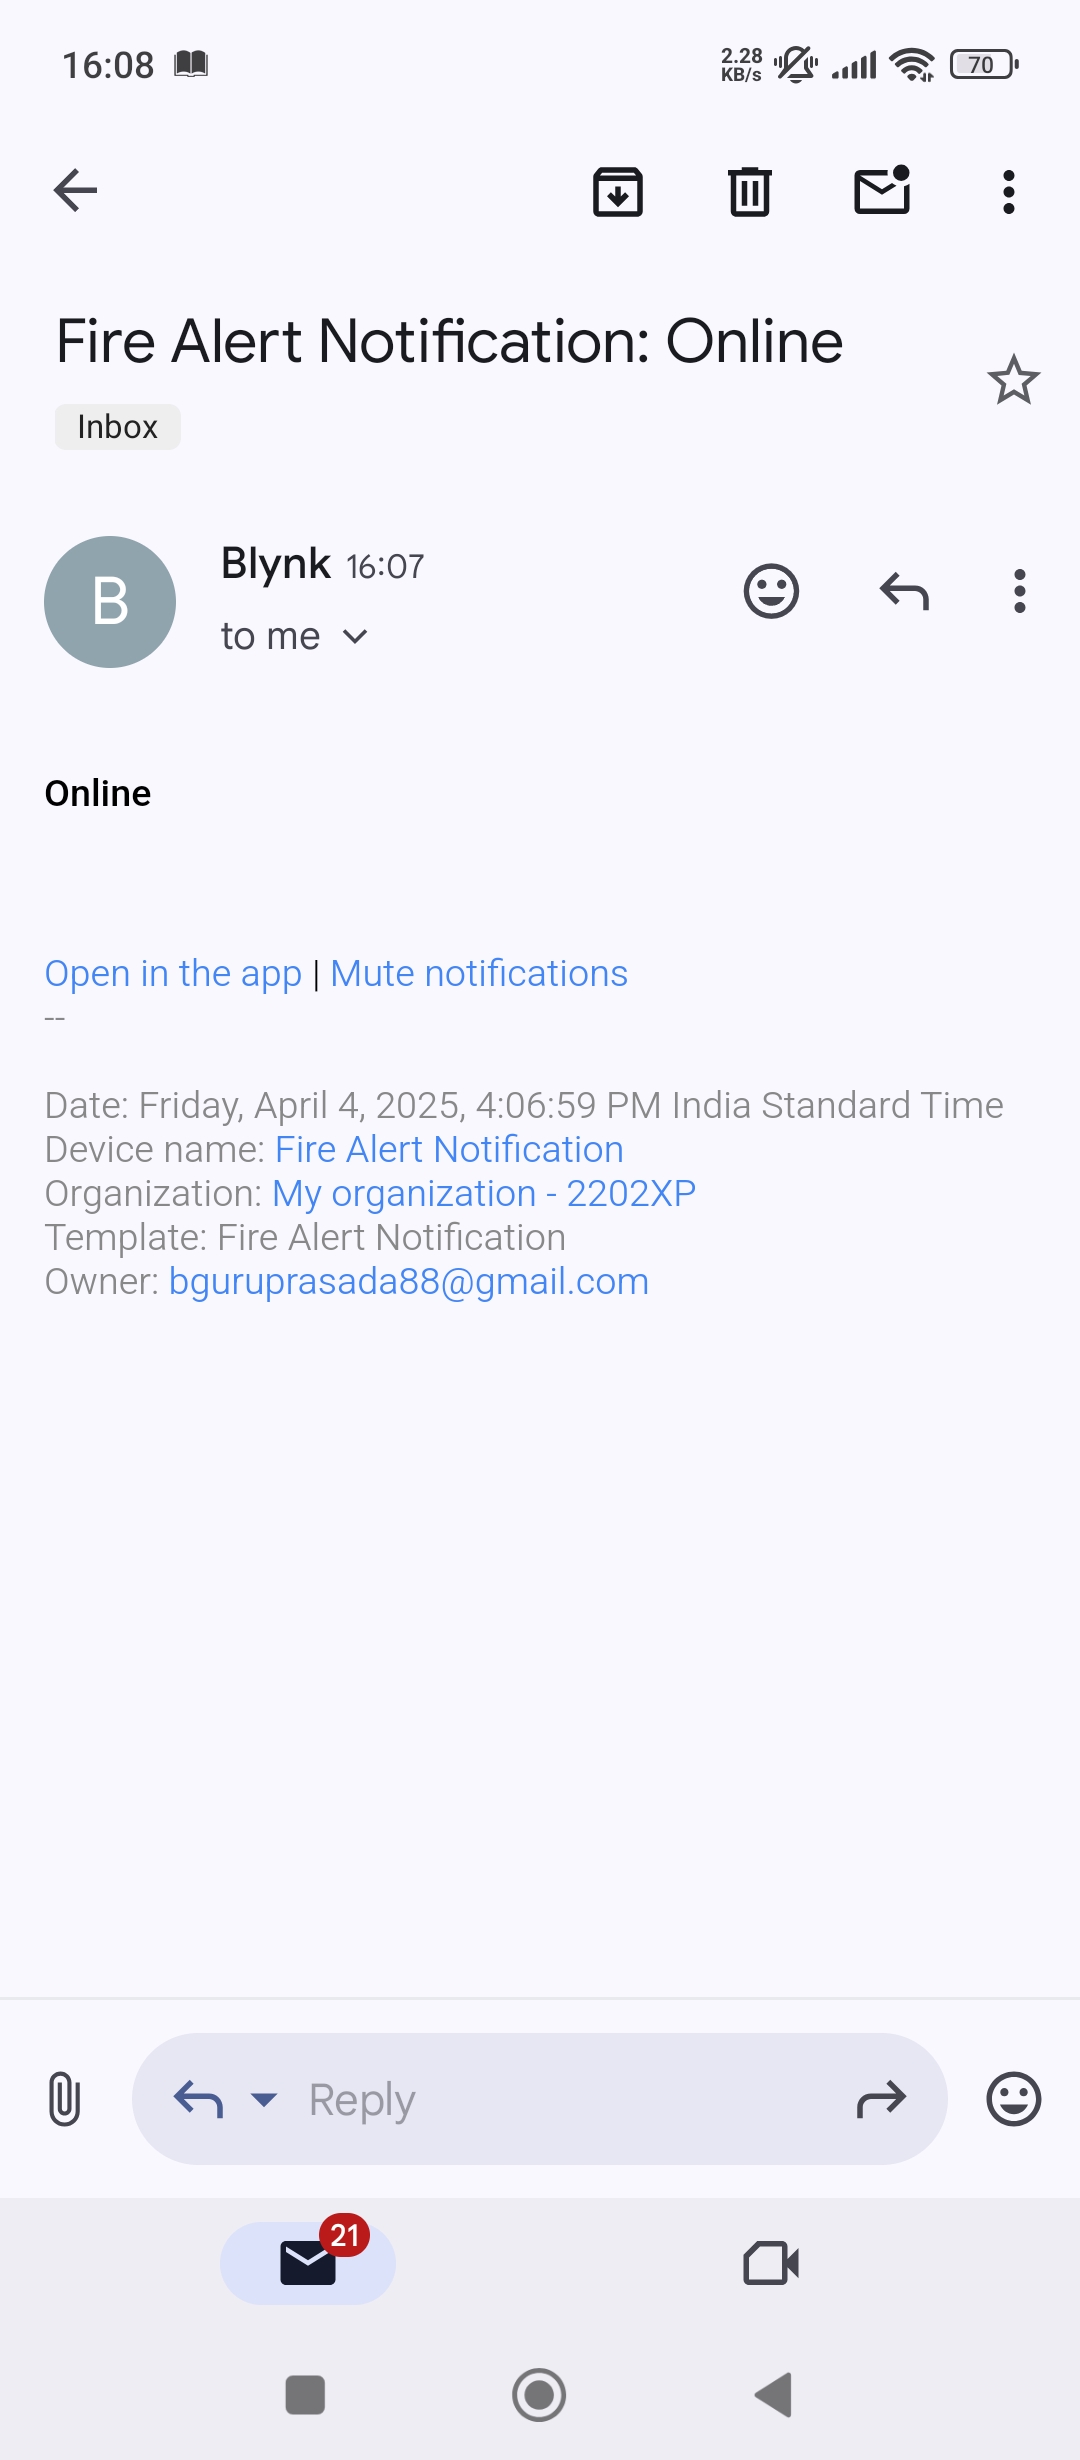 16:08
2.28
KB/s
70
Fire Alert Notification: Online
Inbox
B
Blynk 16:07
to me
Online
Open in the app | Mute notifications
--
Date: Friday, April 4, 2025, 4:06:59 PM India Standard Time
Device name: Fire Alert Notification
Organization: My organization - 2202XP
Template: Fire Alert Notification
Owner: bguruprasada88@gmail.com
Reply
21